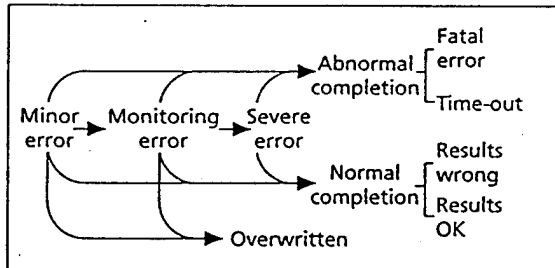 Fatal
error
Abnormal
completion
Time-out
Minor
error
Monitoring
error
Severe
error
Results
wrong
Normal
completion
Results
OK
Overwritten